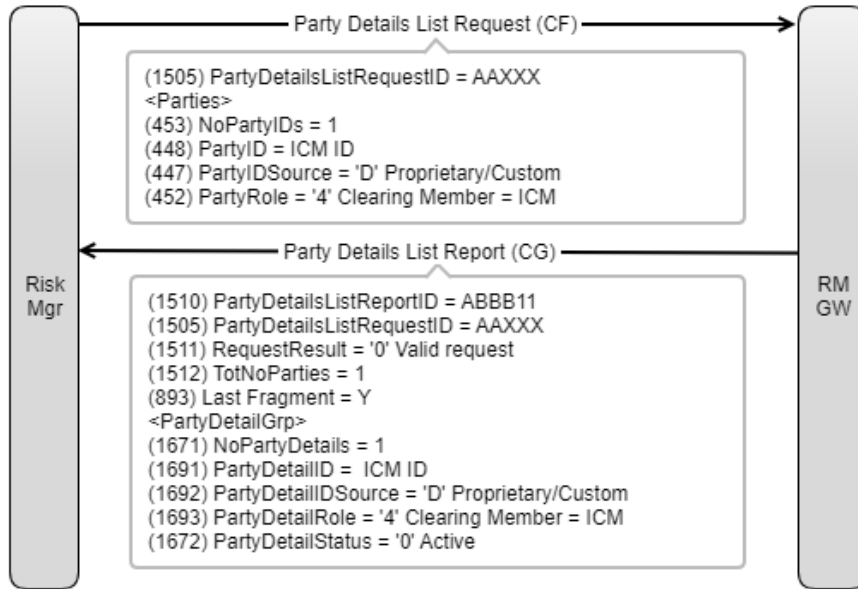 Party Details List Request (CF)
(1505) PartyDetailsListRequestID = AAXXX
<Parties>
(453) NoPartyIDs = 1
(448) PartyID = ICM ID
(447) PartyIDSource = 'D' Proprietary/Custom
(452) PartyRole = '4' Clearing Member = ICM
Party Details List Report (CG)
Risk
Mgr
RM
GW
(1510) PartyDetailsListReportID = ABBB11
(1505) PartyDetailsListRequestID = AAXXX
(1511) RequestResult = '0' Valid request
(1512) TotNoParties = 1
(893) Last Fragment = Y
<PartyDetailGrp>
(1671) NoPartyDetails = 1
(1691) PartyDetailID =  ICM ID
(1692) PartyDetailIDSource = 'D' Proprietary/Custom
(1693) PartyDetailRole = '4' Clearing Member = ICM
(1672) PartyDetailStatus = '0' Active